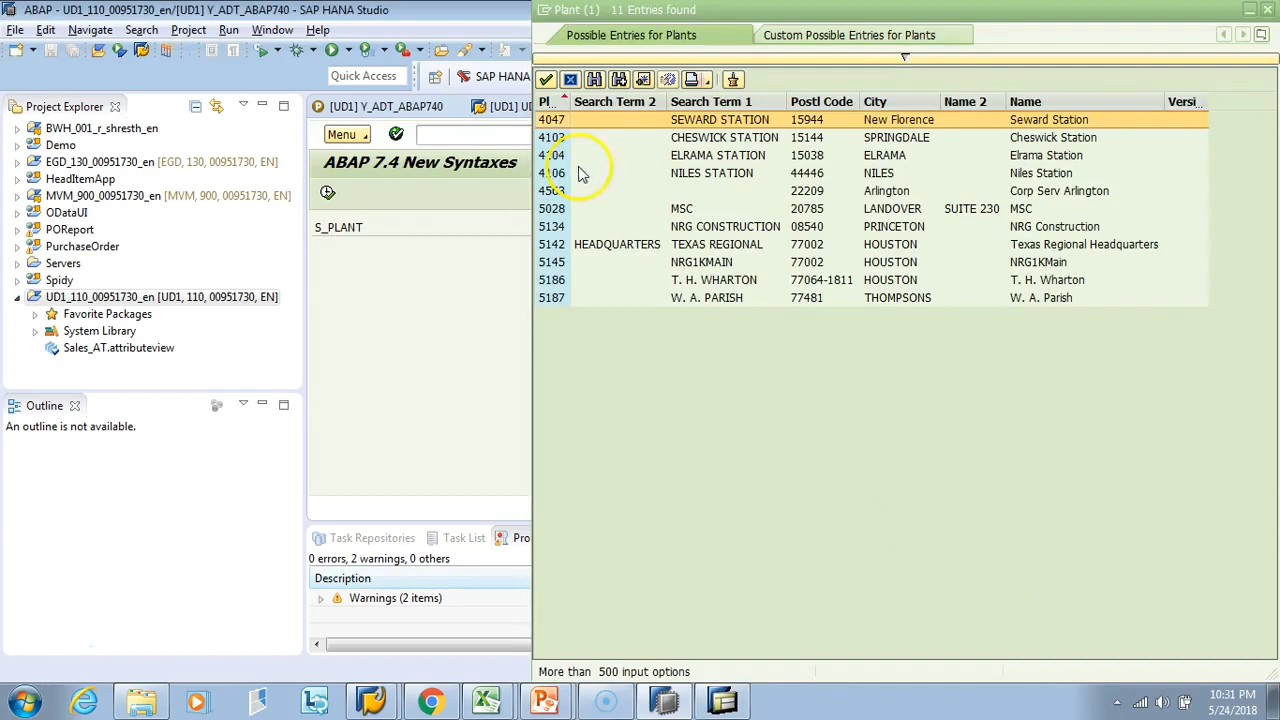 ABAP - UD1_110_00951730_en/[UD1] Y_ADT_ABAP740 - SAP HANA Studio
File Edit Navigate Search Project Run Window Help
Quick Access
SAP HANA
Project Explorer
BWH_001_r_shresth_en
Demo
EGD_130_00951730_en [EGD, 130, 00951730, EN]
HeadItemApp
MVM_900_00951730_en [MVM, 900, 00951730, EN]
ODataUI
POReport
PurchaseOrder
Servers
Spidy
UD1_110_00951730_en [UD1, 110, 00951730, EN]
Favorite Packages
System Library
Sales_AT.attributeview
Outline
An outline is not available.
[UD1] Y_ADT_ABAP740
Menu
ABAP 7.4 New Syntaxes
S_PLANT
Task Repositories Task List Pro
0 errors, 2 warnings, 0 others
Description
Warnings (2 items)
Plant (1) 11 Entries found
Possible Entries for Plants Custom Possible Entries for Plants
Pl... Search Term 2 Search Term 1 Postl Code City Name 2 Name Versi...
4047 SEWARD STATION 15944 New Florence Seward Station
4103 CHESWICK STATION 15144 SPRINGDALE Cheswick Station
4104 ELRAMA STATION 15038 ELRAMA Elrama Station
4106 NILES STATION 44446 NILES Niles Station
4503 22209 Arlington Corp Serv Arlington
5028 MSC 20785 LANDOVER SUITE 230 MSC
5134 NRG CONSTRUCTION 08540 PRINCETON NRG Construction
5142 HEADQUARTERS TEXAS REGIONAL 77002 HOUSTON Texas Regional Headquarters
5145 NRG1KMAIN 77002 HOUSTON NRG1KMain
5186 T. H. WHARTON 77064-1811 HOUSTON T. H. Wharton
5187 W. A. PARISH 77481 THOMPSONS W. A. Parish
More than 500 input options
10:31 PM
5/24/2018